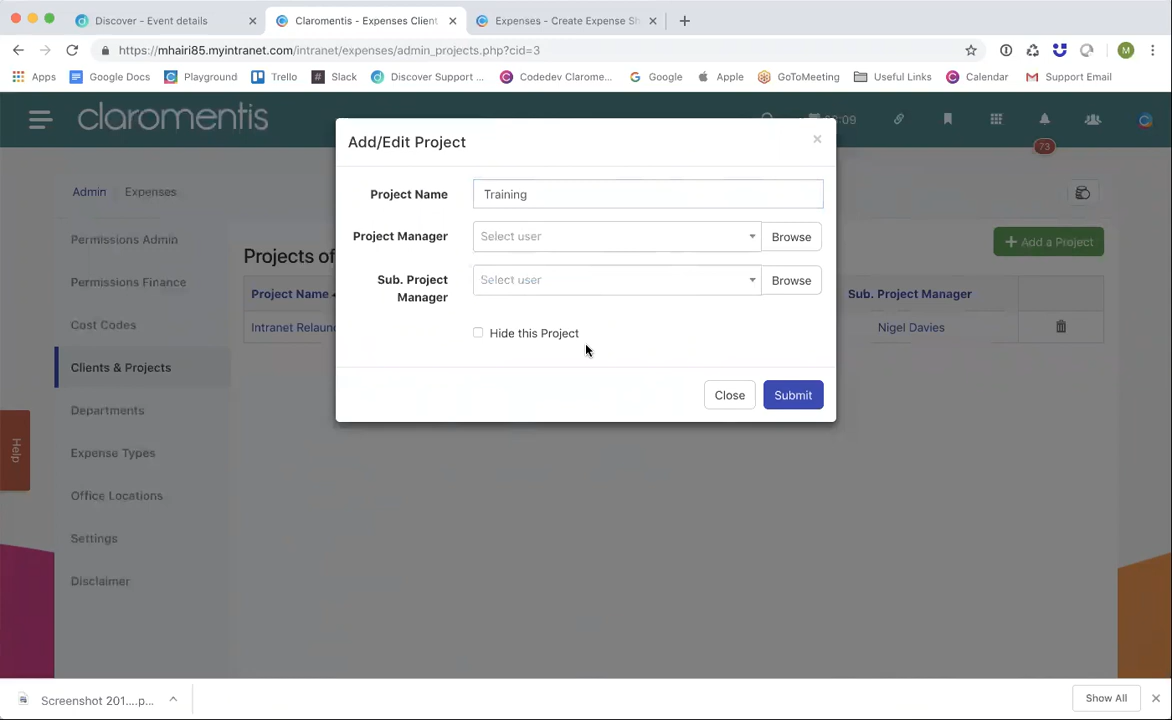 Discover - Event details
Claromentis - Expenses Client
Expenses - Create Expense Sh
https://mhairi85.myintranet.com/intranet/expenses/admin_projects.php?cid=3
M
Apps
Google Docs
Playground
Trello
Slack
Discover Support ...
Codedev Clarome...
Google
Apple
GoToMeeting
Useful Links
Calendar
Support Email
claromentis
:09
73
Add/Edit Project
×
Project Name
Training
Project Manager
Select user
Browse
Sub. Project
Manager
Select user
Browse
Hide this Project
Close
Submit
Admin
Expenses
Permissions Admin
Permissions Finance
Cost Codes
Clients & Projects
Departments
Expense Types
Office Locations
Settings
Disclaimer
Help
Projects of
+ Add a Project
Project Name
Sub. Project Manager
Intranet Relaun
Nigel Davies
Screenshot 201....p...
Show All